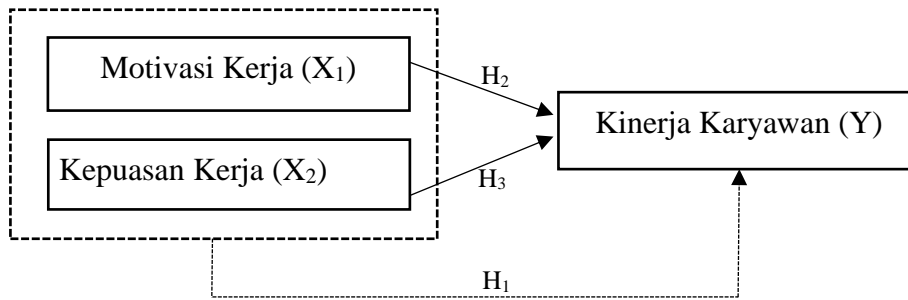 Motivasi Kerja (X₁)
H₂
Kinerja Karyawan (Y)
Kepuasan Kerja (X₂)
H₃
H₁